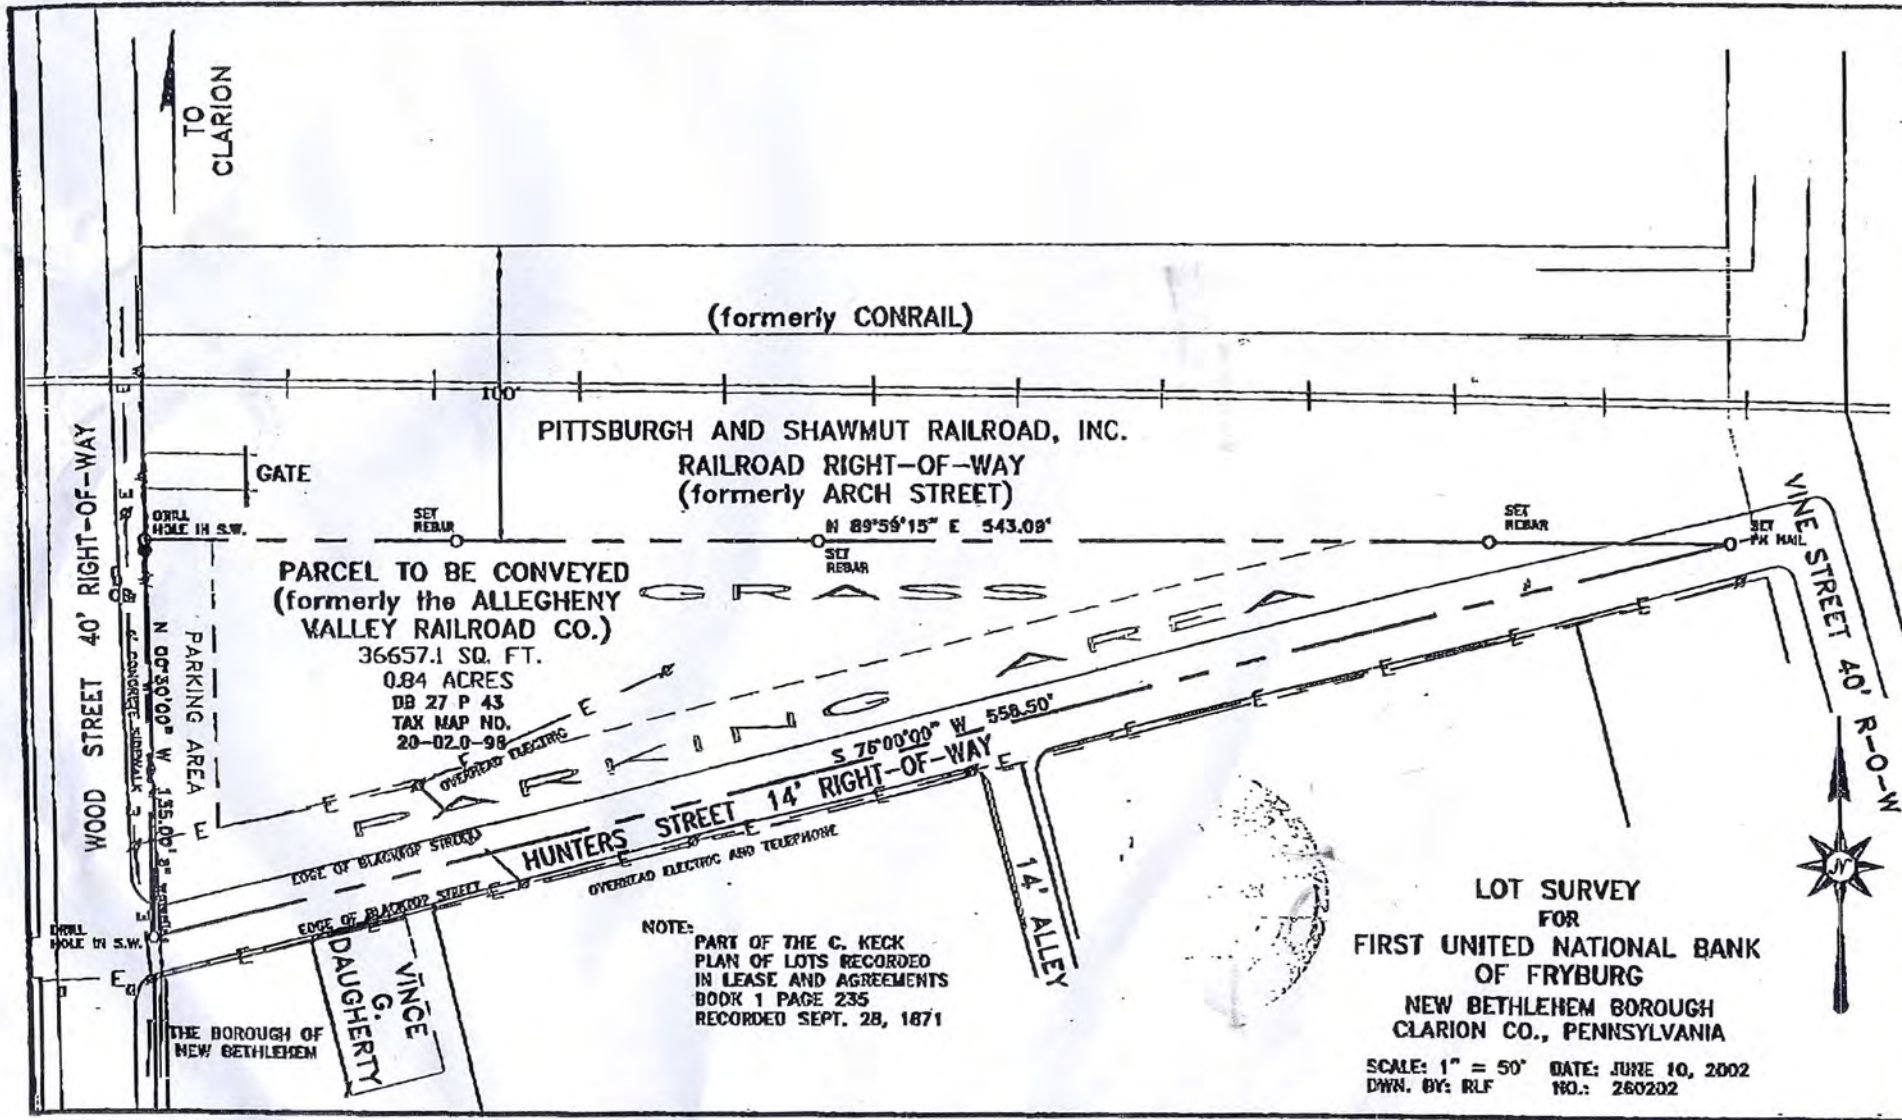 TO
CLARION
(formerly CONRAIL)
100'
PITTSBURGH AND SHAWMUT RAILROAD, INC.
RAILROAD RIGHT-OF-WAY
(formerly ARCH STREET)
N 89°59'15" E 543.09'
GATE
DRILL
HOLE IN S.W.
SET
REBAR
SET
REBAR
SET
REBAR
SET
PK NAIL
WOOD STREET 40' RIGHT-OF-WAY
VINE STREET 40' R-O-W
PARCEL TO BE CONVEYED
(formerly the ALLEGHENY
VALLEY RAILROAD CO.)
36657.1 SQ. FT.
0.84 ACRES
DB 27 P 43
TAX MAP NO.
20-02.0-98
GRASS
PARKING AREA
PARKING AREA
N 00°30'00" W 135.00'
6' CONCRETE SIDEWALK
OVERHEAD ELECTRIC
S 76°00'00" W 558.50'
HUNTERS STREET 14' RIGHT-OF-WAY
EDGE OF BLACKTOP STREET
EDGE OF BLACKTOP STREET
OVERHEAD ELECTRIC AND TELEPHONE
14' ALLEY
DRILL
HOLE IN S.W.
THE BOROUGH OF
NEW BETHLEHEM
VINCE
G.
DAUGHERTY
NOTE:
PART OF THE C. KECK
PLAN OF LOTS RECORDED
IN LEASE AND AGREEMENTS
BOOK 1 PAGE 235
RECORDED SEPT. 28, 1871
N
LOT SURVEY
FOR
FIRST UNITED NATIONAL BANK
OF FRYBURG
NEW BETHLEHEM BOROUGH
CLARION CO., PENNSYLVANIA
SCALE: 1" = 50' DATE: JUNE 10, 2002
DWN. BY: RLF NO.: 260202